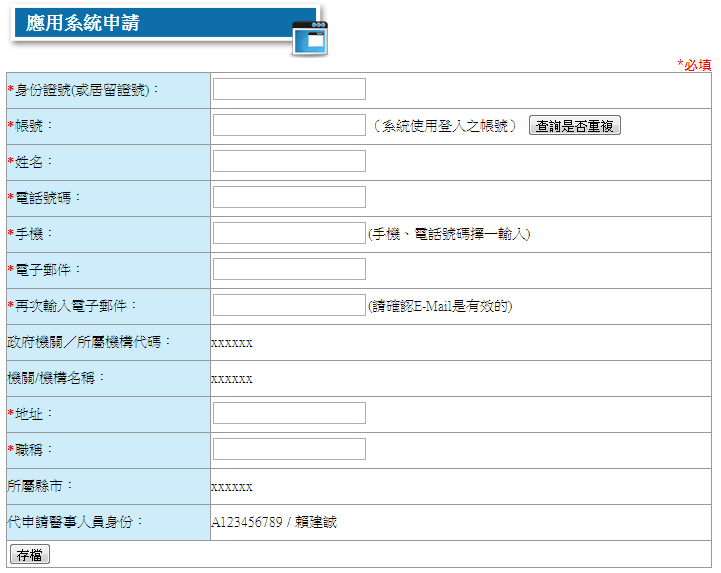 應用系統申請
*必填
*身份證號(或居留證號)：
*帳號： （系統使用登入之帳號） 查詢是否重複
*姓名：
*電話號碼：
*手機： (手機、電話號碼擇一輸入)
*電子郵件：
*再次輸入電子郵件： (請確認E-Mail是有效的)
政府機關／所屬機構代碼： xxxxxx
機關/機構名稱： xxxxxx
*地址：
*職稱：
所屬縣市： xxxxxx
代申請醫事人員身份： A123456789 / 賴建誠
存檔